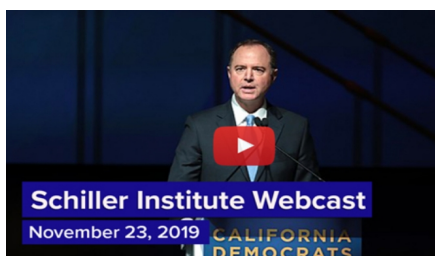 Schiller Institute Webcast
November 23, 2019
CALIFORNIA
DEMOCRATS